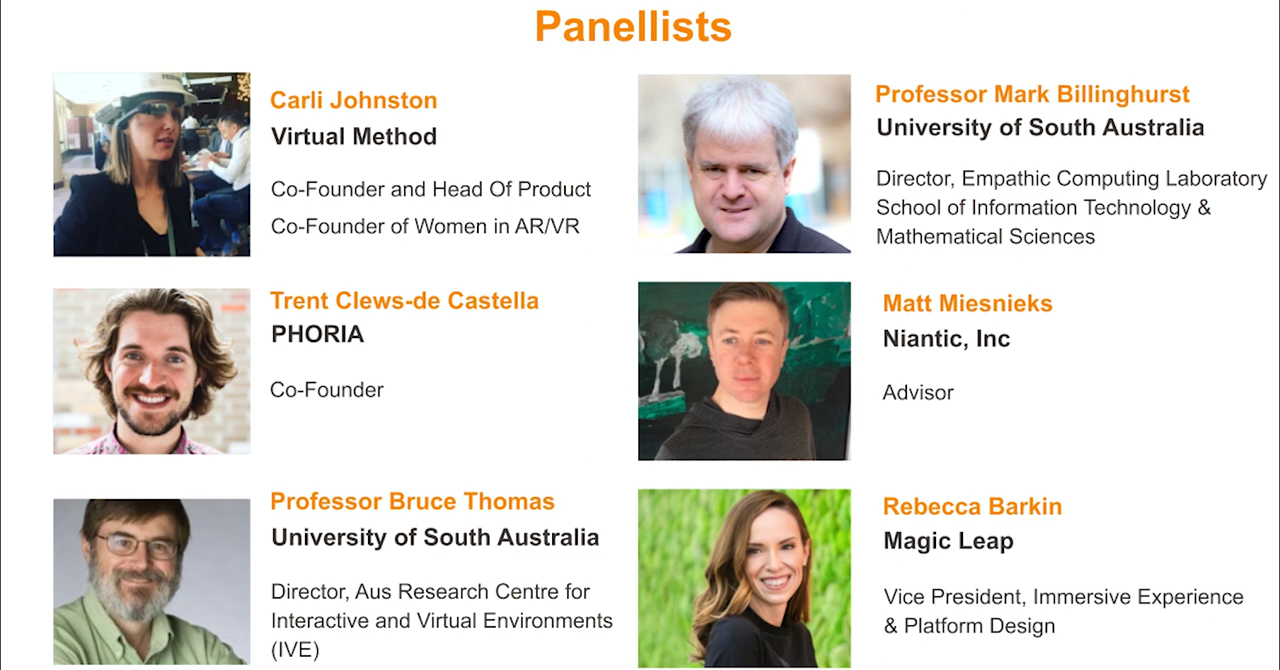 Panellists
Carli Johnston
Virtual Method
Co-Founder and Head Of Product
Co-Founder of Women in AR/VR
Professor Mark Billinghurst
University of South Australia
Director, Empathic Computing Laboratory
School of Information Technology &
Mathematical Sciences
Trent Clews-de Castella
PHORIA
Co-Founder
Matt Miesnieks
Niantic, Inc
Advisor
Professor Bruce Thomas
University of South Australia
Director, Aus Research Centre for
Interactive and Virtual Environments
(IVE)
Rebecca Barkin
Magic Leap
Vice President, Immersive Experience
& Platform Design